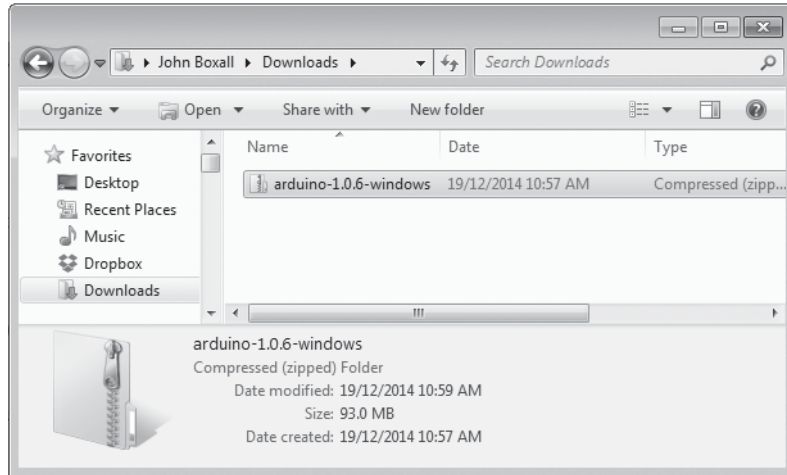 John Boxall Downloads Search Downloads
Organize Open Share with New folder
Favorites
Desktop
Recent Places
Music
Dropbox
Downloads
Name Date Type
arduino-1.0.6-windows 19/12/2014 10:57 AM Compressed (zipp...
arduino-1.0.6-windows
Compressed (zipped) Folder
Date modified: 19/12/2014 10:59 AM
Size: 93.0 MB
Date created: 19/12/2014 10:57 AM